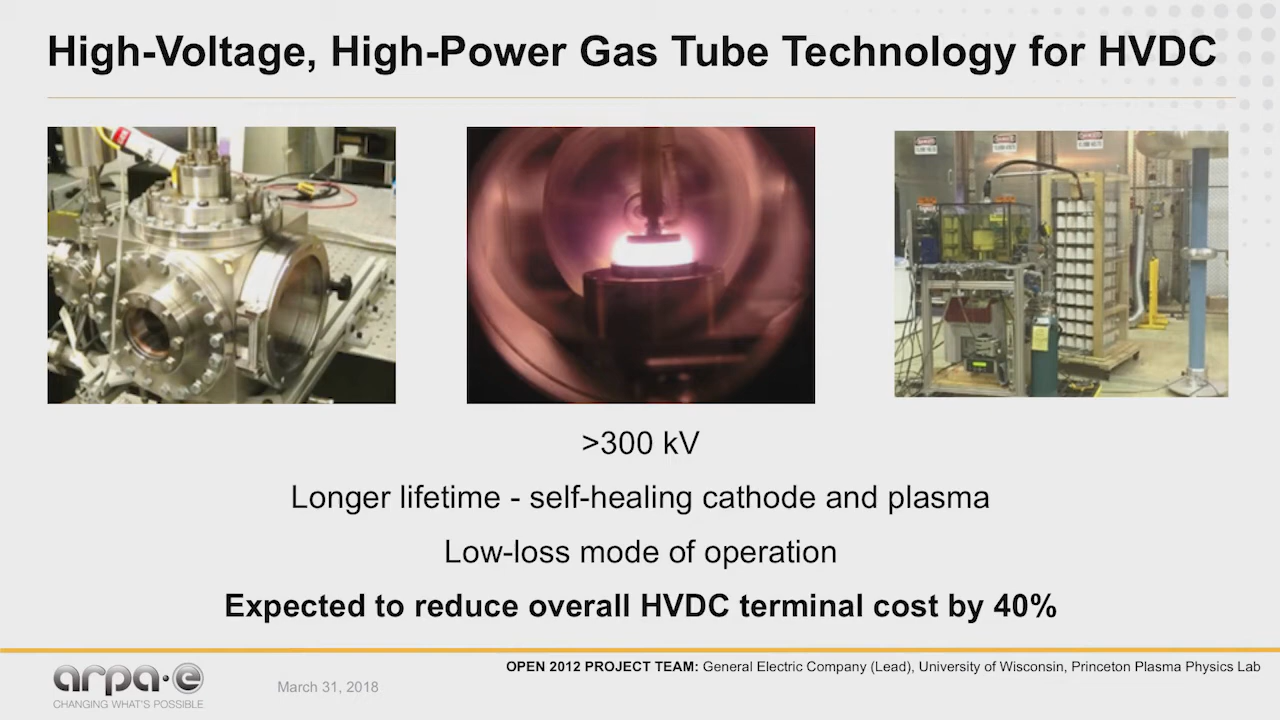 High-Voltage, High-Power Gas Tube Technology for HVDC
>300 kV
Longer lifetime - self-healing cathode and plasma
Low-loss mode of operation
Expected to reduce overall HVDC terminal cost by 40%
OPEN 2012 PROJECT TEAM: General Electric Company (Lead), University of Wisconsin, Princeton Plasma Physics Lab
arpa·e
CHANGING WHAT'S POSSIBLE
March 31, 2018